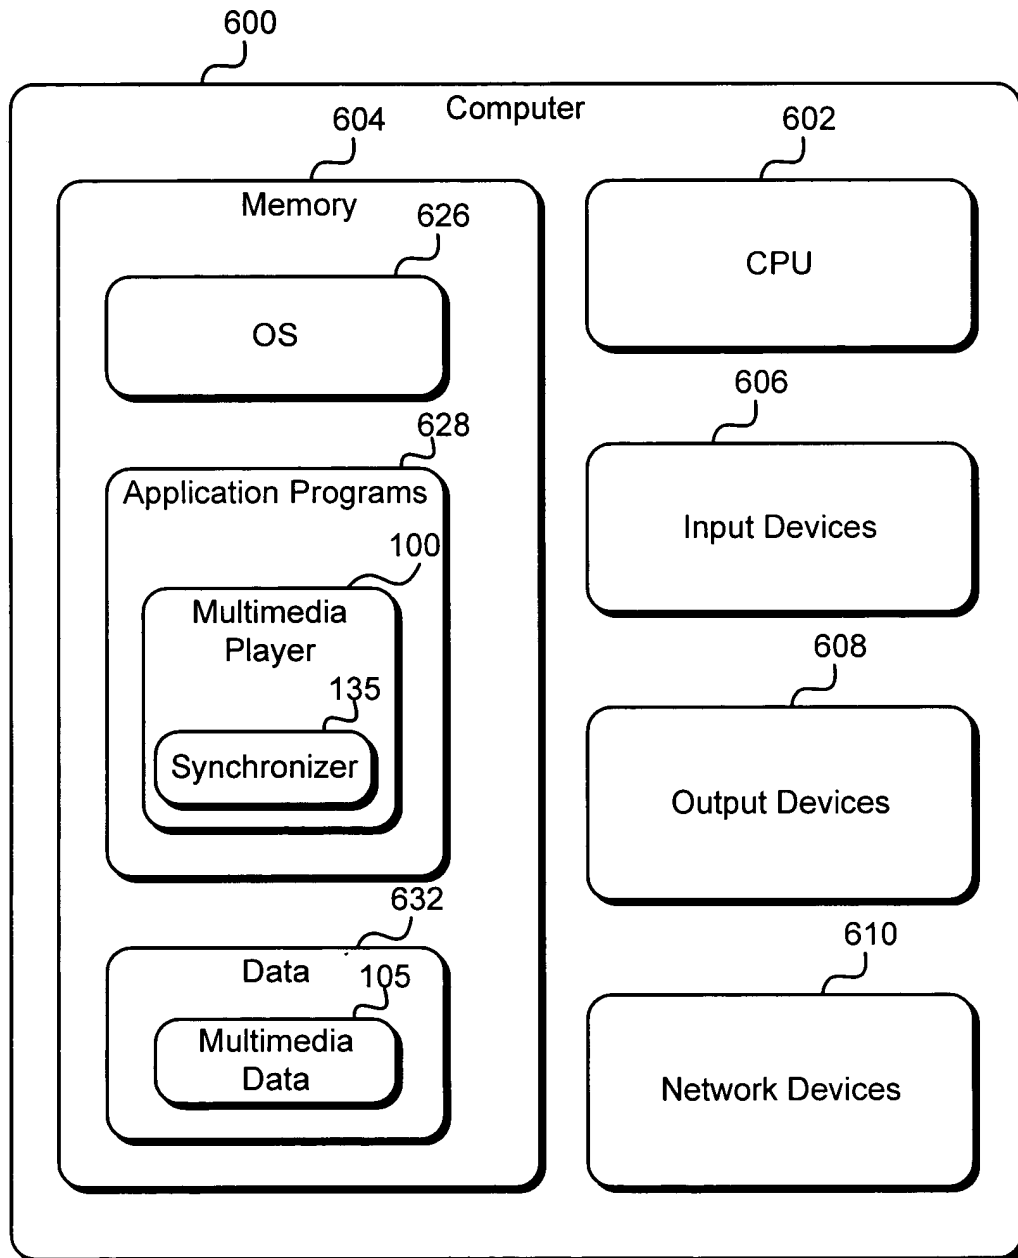 600
Computer
604
602
Memory
CPU
626
OS
606
Input Devices
628
Application Programs
100
Multimedia
Player
608
Output Devices
135
Synchronizer
632
Data
105
Multimedia
Data
610
Network Devices